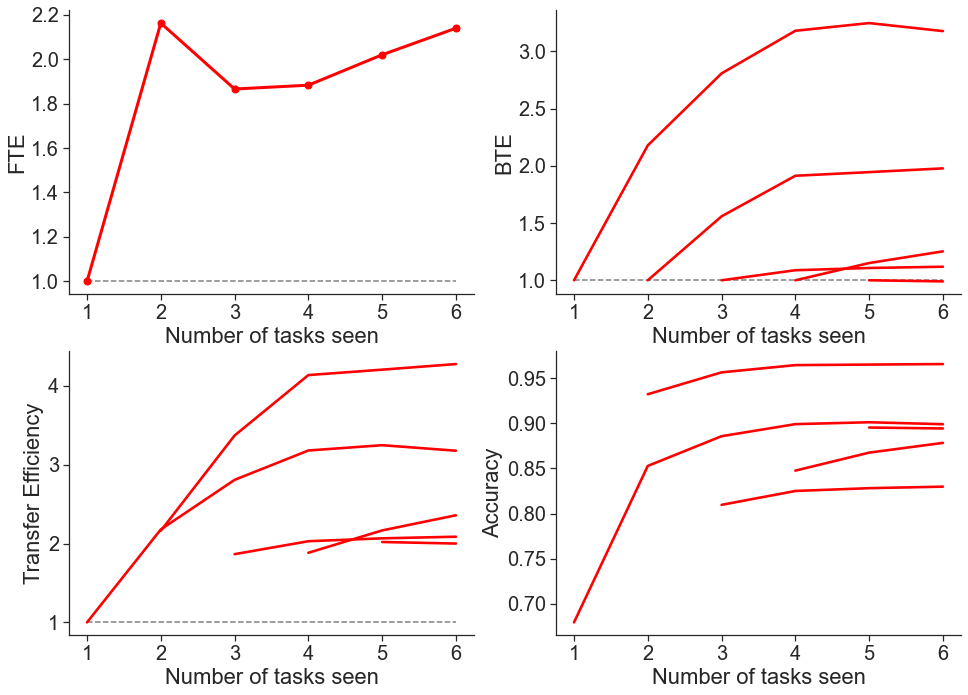 FTE
2.2
2.0
1.8
1.6
1.4
1.2
1.0
1 2 3 4 5 6
Number of tasks seen
BTE
3.0
2.5
2.0
1.5
1.0
1 2 3 4 5 6
Number of tasks seen
Transfer Efficiency
4
3
2
1
1 2 3 4 5 6
Number of tasks seen
Accuracy
0.95
0.90
0.85
0.80
0.75
0.70
1 2 3 4 5 6
Number of tasks seen